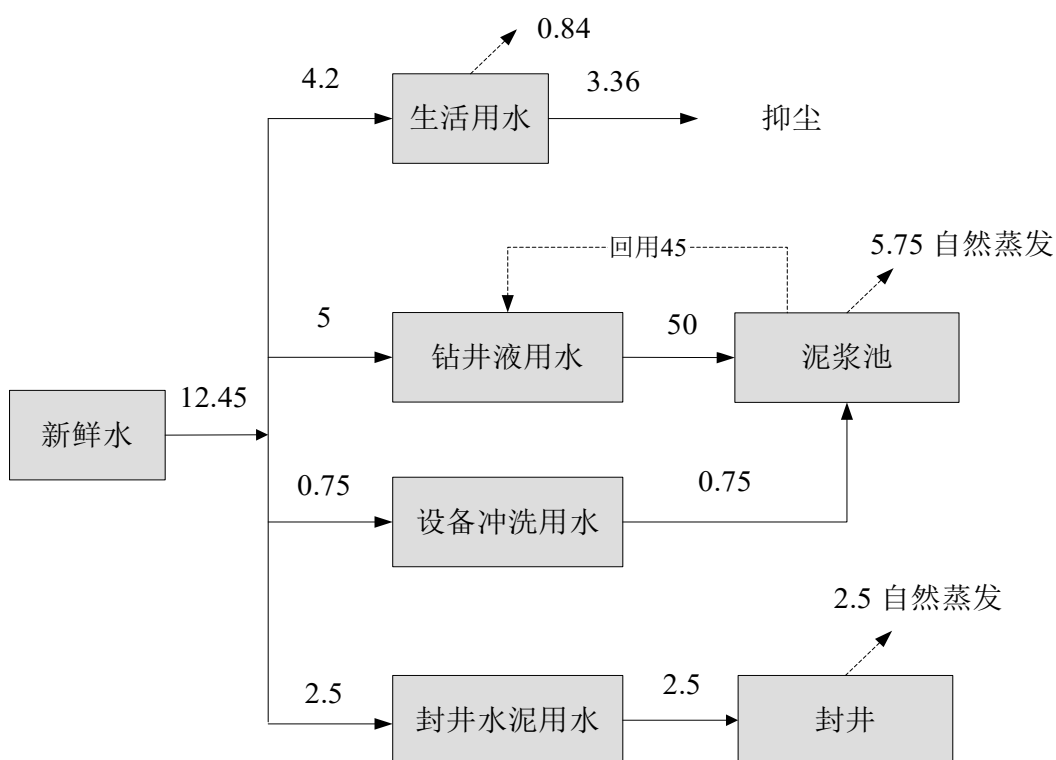 0.84
4.2
3.36
生活用水
抑尘
回用45
5.75 自然蒸发
5
50
钻井液用水
泥浆池
12.45
新鲜水
0.75
0.75
设备冲洗用水
2.5 自然蒸发
2.5
2.5
封井水泥用水
封井